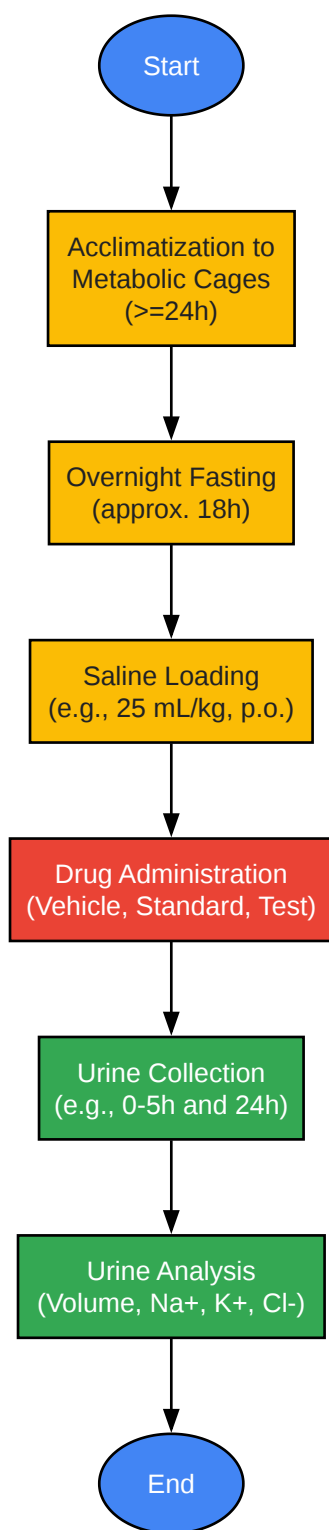 Start
Acclimatization to
Metabolic Cages
(>=24h)
Overnight Fasting
(approx. 18h)
Saline Loading
(e.g., 25 mL/kg, p.o.)
Drug Administration
(Vehicle, Standard, Test)
Urine Collection
(e.g., 0-5h and 24h)
Urine Analysis
(Volume, Na+, K+, Cl-)
End